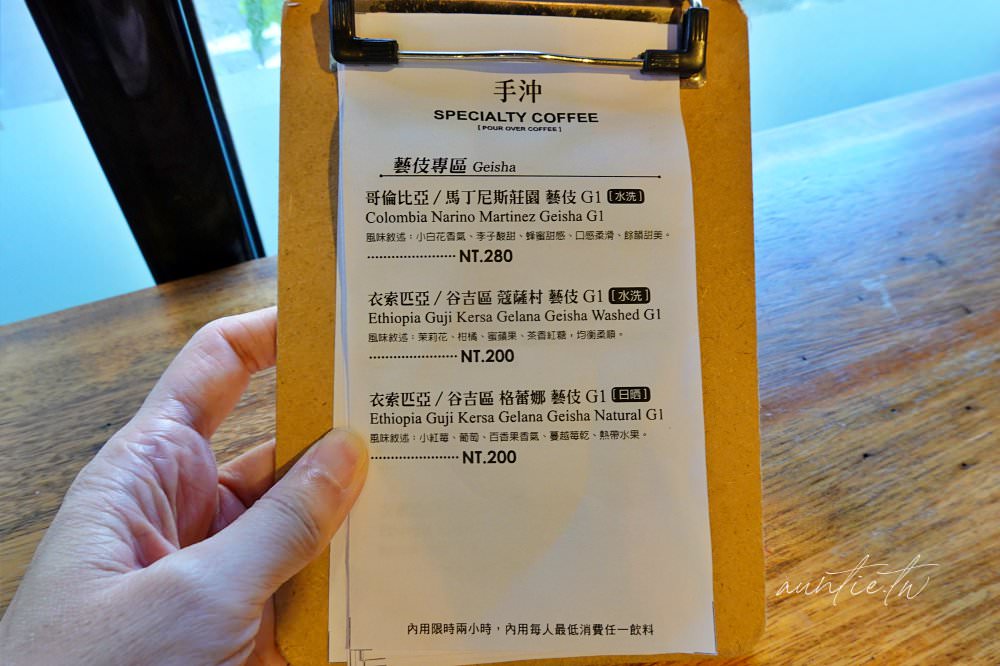 手沖
SPECIALTY COFFEE
[ POUR OVER COFFEE ]
藝伎專區 Geisha
哥倫比亞 / 馬丁尼斯莊園 藝伎 G1 [水洗]
Colombia Narino Martinez Geisha G1
風味敘述：小白花香氣、李子酸甜、蜂蜜甜感、口感柔滑、餘韻甜美。
NT.280
衣索匹亞 / 谷吉區 蔻薩村 藝伎 G1 [水洗]
Ethiopia Guji Kersa Gelana Geisha Washed G1
風味敘述：茉莉花、柑橘、蜜蘋果、茶香紅糖，均衡柔順。
NT.200
衣索匹亞 / 谷吉區 格蕾娜 藝伎 G1 [日晒]
Ethiopia Guji Kersa Gelana Geisha Natural G1
風味敘述：小紅莓、葡萄、百香果香氣、蔓越莓乾、熱帶水果。
NT.200
內用限時兩小時，內用每人最低消費任一飲料
auntie.tw